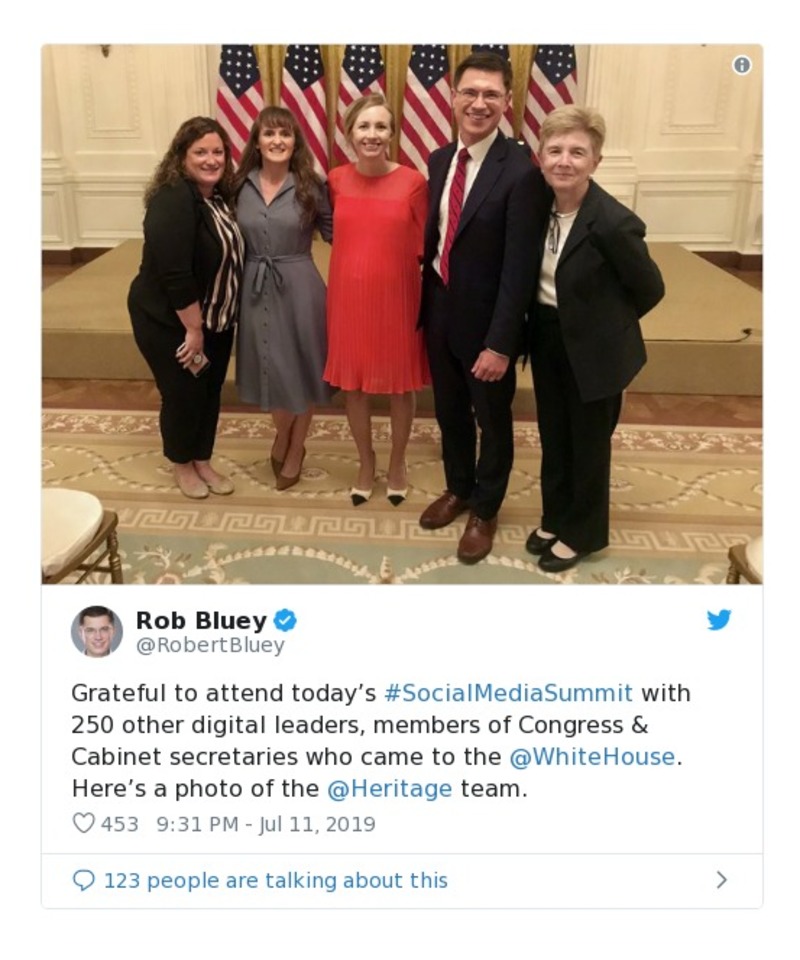 Rob Bluey
@RobertBluey
Grateful to attend today’s #SocialMediaSummit with
250 other digital leaders, members of Congress &
Cabinet secretaries who came to the @WhiteHouse.
Here’s a photo of the @Heritage team.
453 9:31 PM - Jul 11, 2019
123 people are talking about this